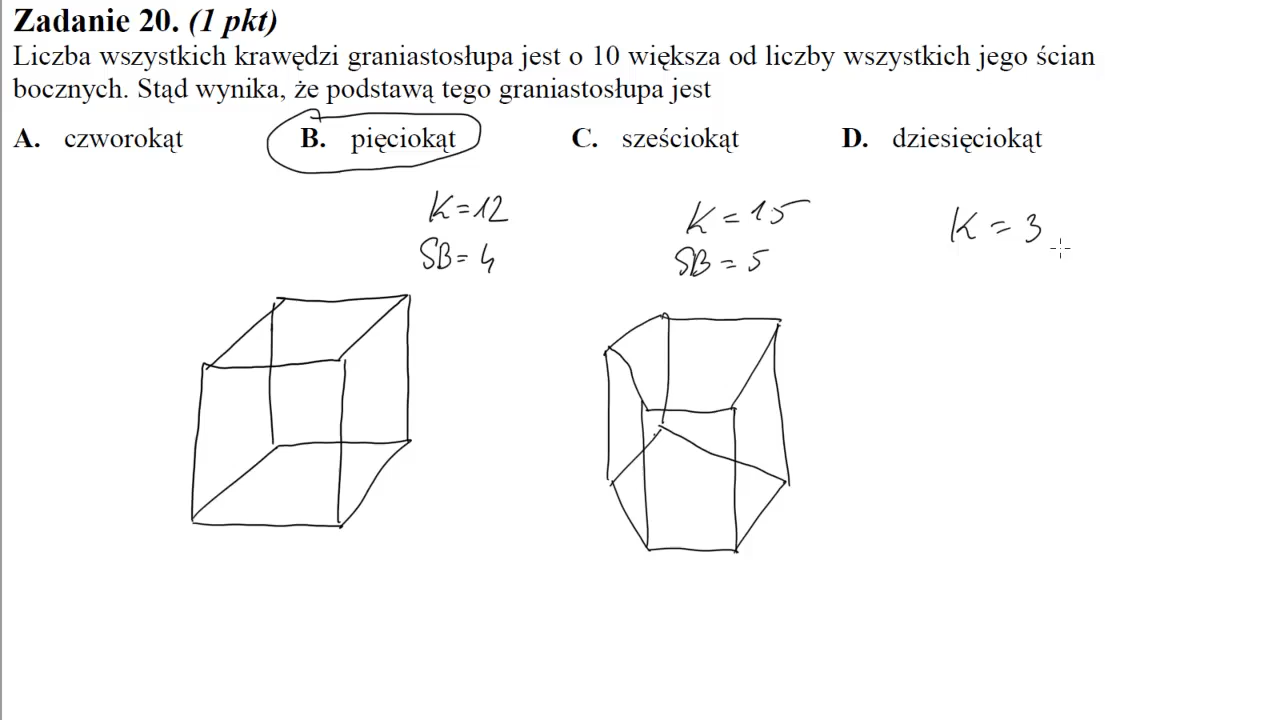 Zadanie 20. (1 pkt)
Liczba wszystkich krawędzi graniastosłupa jest o 10 większa od liczby wszystkich jego ścian
bocznych. Stąd wynika, że podstawą tego graniastosłupa jest
A. czworokąt B. pięciokąt C. sześciokąt D. dziesięciokąt
K = 12 K = 15 K = 3
SB = 4 SB = 5